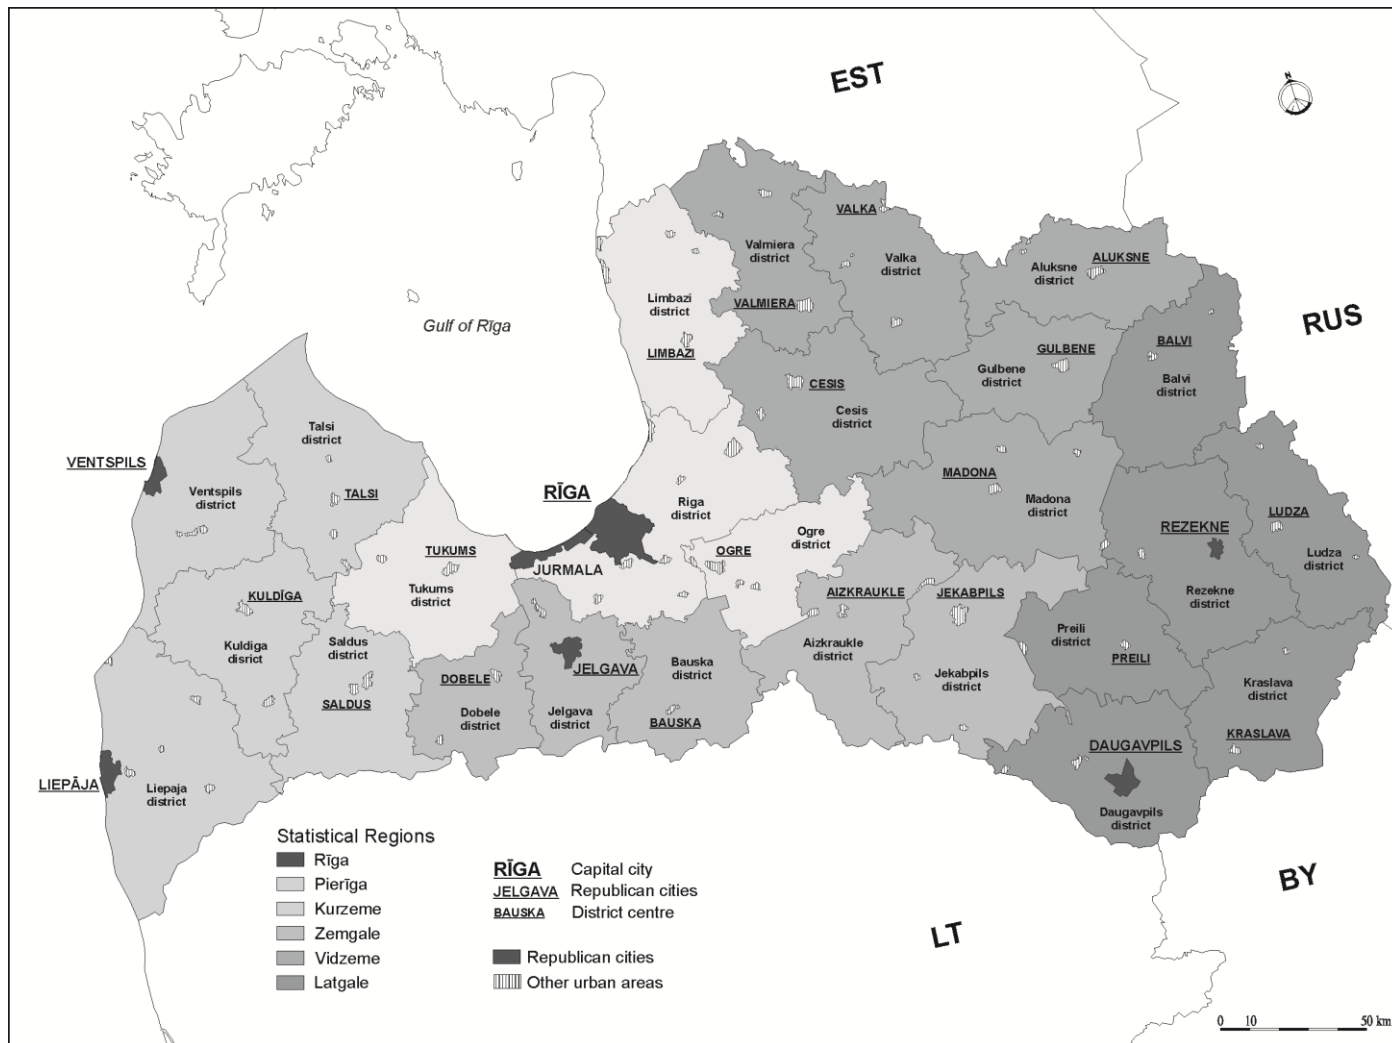 EST
N
VALKA
Valmiera
district
Valka
district
Aluksne
district
ALUKSNE
VALMIERA
Limbazi
district
LIMBAZI
Gulf of Rīga
RUS
GULBENE
Gulbene
district
BALVI
Balvi
district
CESIS
Cesis
district
Talsi
district
VENTSPILS
Ventspils
district
TALSI
RĪGA
Riga
district
MADONA
Madona
district
Ogre
district
OGRE
REZEKNE
LUDZA
Ludza
district
Rezekne
district
TUKUMS
Tukums
district
JURMALA
KULDĪGA
Kuldiga
disrict
Saldus
district
SALDUS
AIZKRAUKLE
Aizkraukle
district
JEKABPILS
Jekabpils
district
Preili
district
PREILI
Kraslava
district
KRASLAVA
DOBELE
Dobele
district
JELGAVA
Jelgava
district
Bauska
district
BAUSKA
DAUGAVPILS
Daugavpils
district
LIEPĀJA
Liepaja
district
BY
LT
Statistical Regions
Rīga
Pierīga
Kurzeme
Zemgale
Vidzeme
Latgale
RĪGA Capital city
JELGAVA Republican cities
BAUSKA District centre
Republican cities
Other urban areas
0 10 50 km